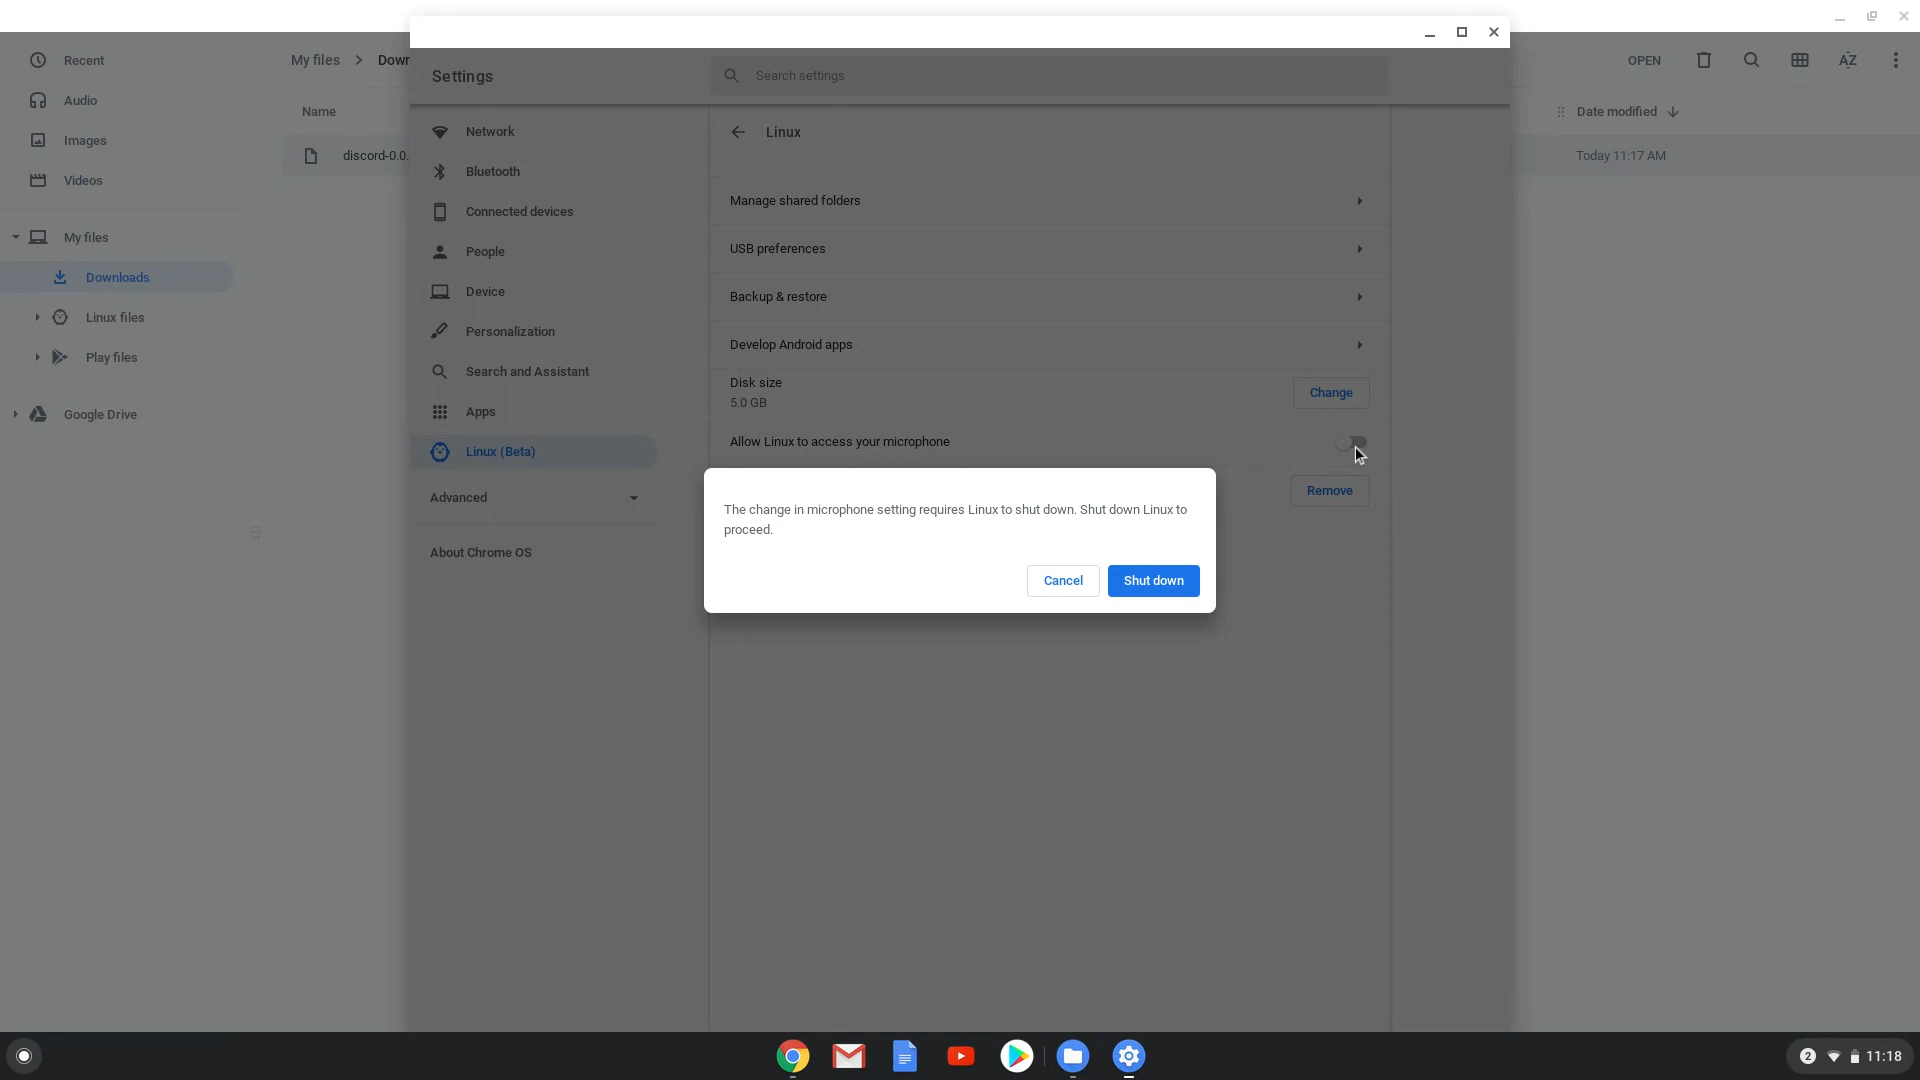 Recent
Audio
Images
Videos
My files
Downloads
Linux files
Play files
Google Drive
My files
Name
discord-0.0.
OPEN
Date modified
Today 11:17 AM
Settings
Search settings
Network
Bluetooth
Connected devices
People
Device
Personalization
Search and Assistant
Apps
Linux (Beta)
Advanced
About Chrome OS
Linux
Manage shared folders
USB preferences
Backup & restore
Develop Android apps
Disk size
5.0 GB
Change
Allow Linux to access your microphone
Remove
The change in microphone setting requires Linux to shut down. Shut down Linux to
proceed.
Cancel
Shut down
2
11:18